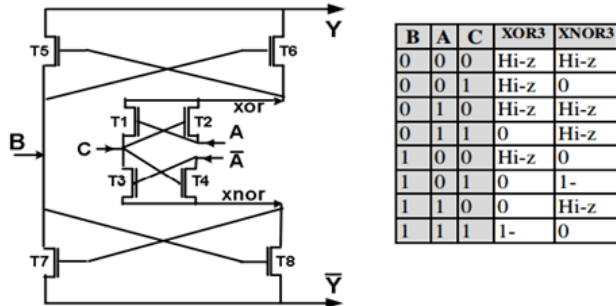 Y
T5
T6
xor
T1
T2
A
B
C
A̅
T3
T4
xnor
T7
T8
Y̅
B A C XOR3 XNOR3
0 0 0 Hi-z Hi-z
0 0 1 Hi-z 0
0 1 0 Hi-z Hi-z
0 1 1 0 Hi-z
1 0 0 Hi-z 0
1 0 1 0 1-
1 1 0 0 Hi-z
1 1 1 1- 0